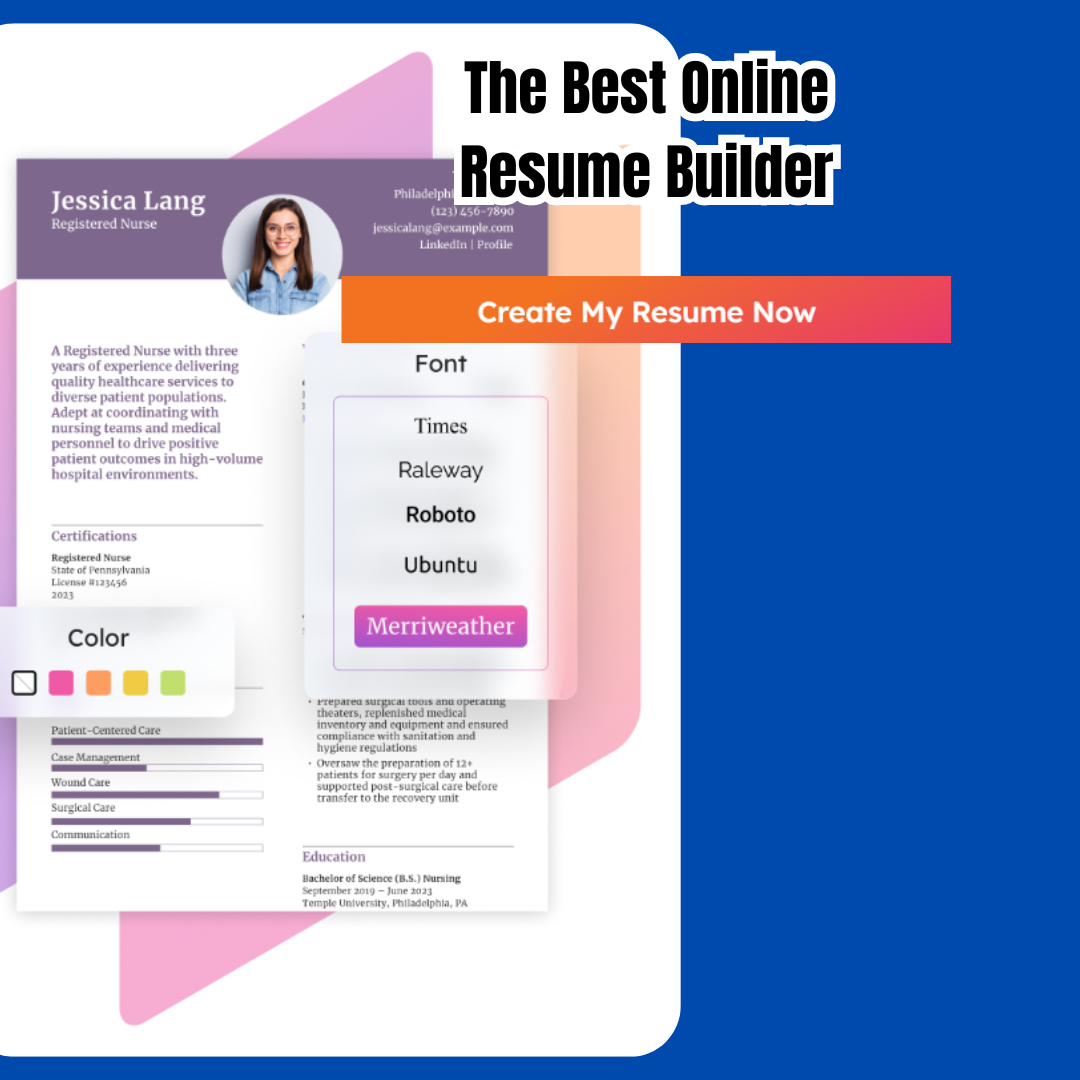 The Best Online
Resume Builder
Jessica Lang
Registered Nurse
(123) 456-7890
jessicalang@example.com
LinkedIn | Profile
Create My Resume Now
A Registered Nurse with three
years of experience delivering
quality healthcare services to
diverse patient populations.
Adept at coordinating with
nursing teams and medical
personnel to drive positive
patient outcomes in high-volume
hospital environments.
Certifications
Registered Nurse
State of Pennsylvania
License #123456
2023
Color
Patient-Centered Care
Case Management
Wound Care
Surgical Care
Communication
Font
Times
Raleway
Roboto
Ubuntu
Merriweather
• Prepared surgical tools and operating
theaters, replenished medical
inventory and equipment and ensured
compliance with sanitation and
hygiene regulations
• Oversaw the preparation of 12+
patients for surgery per day and
supported post-surgical care before
transfer to the recovery unit
Education
Bachelor of Science (B.S.) Nursing
September 2019 – June 2023
Temple University, Philadelphia, PA